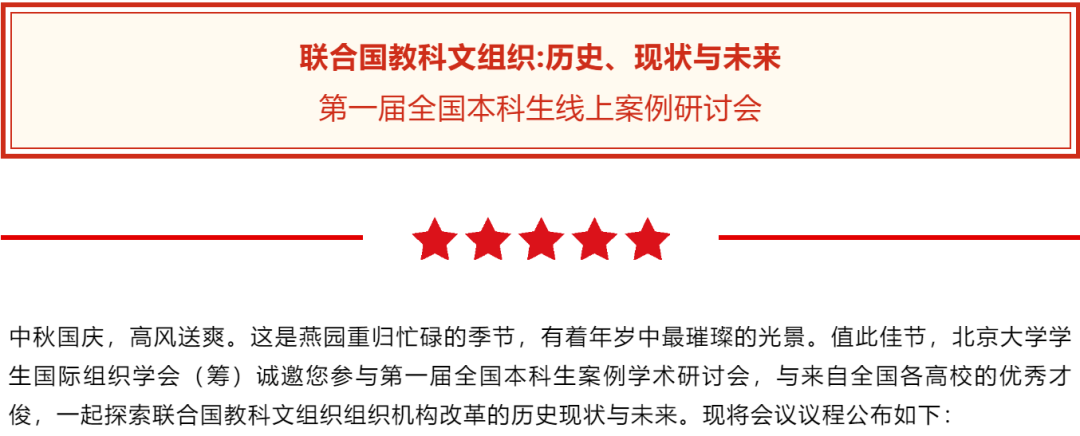 联合国教科文组织:历史、现状与未来
第一届全国本科生线上案例研讨会
中秋国庆，高风送爽。这是燕园重归忙碌的季节，有着年岁中最璀璨的光景。值此佳节，北京大学学
生国际组织学会（筹）诚邀您参与第一届全国本科生案例学术研讨会，与来自全国各高校的优秀才
俊，一起探索联合国教科文组织组织机构改革的历史现状与未来。现将会议议程公布如下：